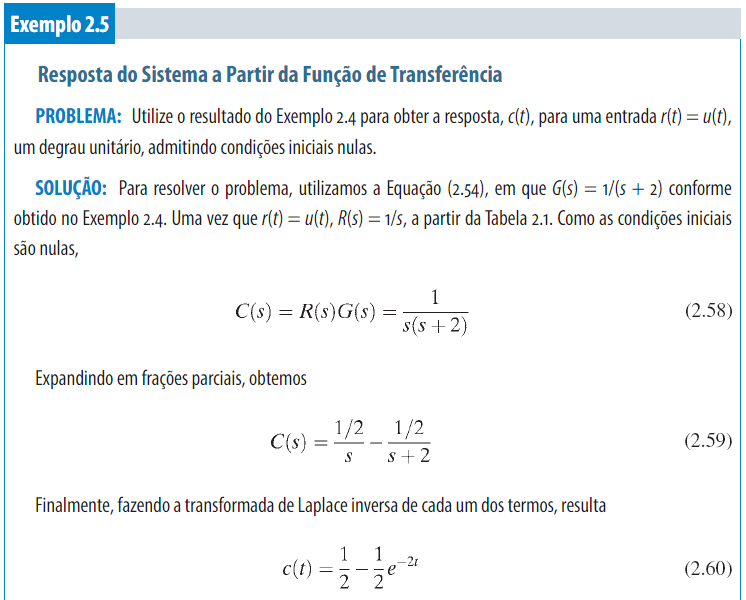 Exemplo 2.5
Resposta do Sistema a Partir da Função de Transferência
PROBLEMA: Utilize o resultado do Exemplo 2.4 para obter a resposta, c(t), para uma entrada r(t) = u(t),
um degrau unitário, admitindo condições iniciais nulas.
SOLUÇÃO: Para resolver o problema, utilizamos a Equação (2.54), em que G(s) = 1/(s + 2) conforme
obtido no Exemplo 2.4. Uma vez que r(t) = u(t), R(s) = 1/s, a partir da Tabela 2.1. Como as condições iniciais
são nulas,
C(s) = R(s)G(s) = 1/(s(s + 2)) (2.58)
Expandindo em frações parciais, obtemos
C(s) = (1/2)/s − (1/2)/(s + 2) (2.59)
Finalmente, fazendo a transformada de Laplace inversa de cada um dos termos, resulta
c(t) = 1/2 − 1/2 e^{−2t} (2.60)